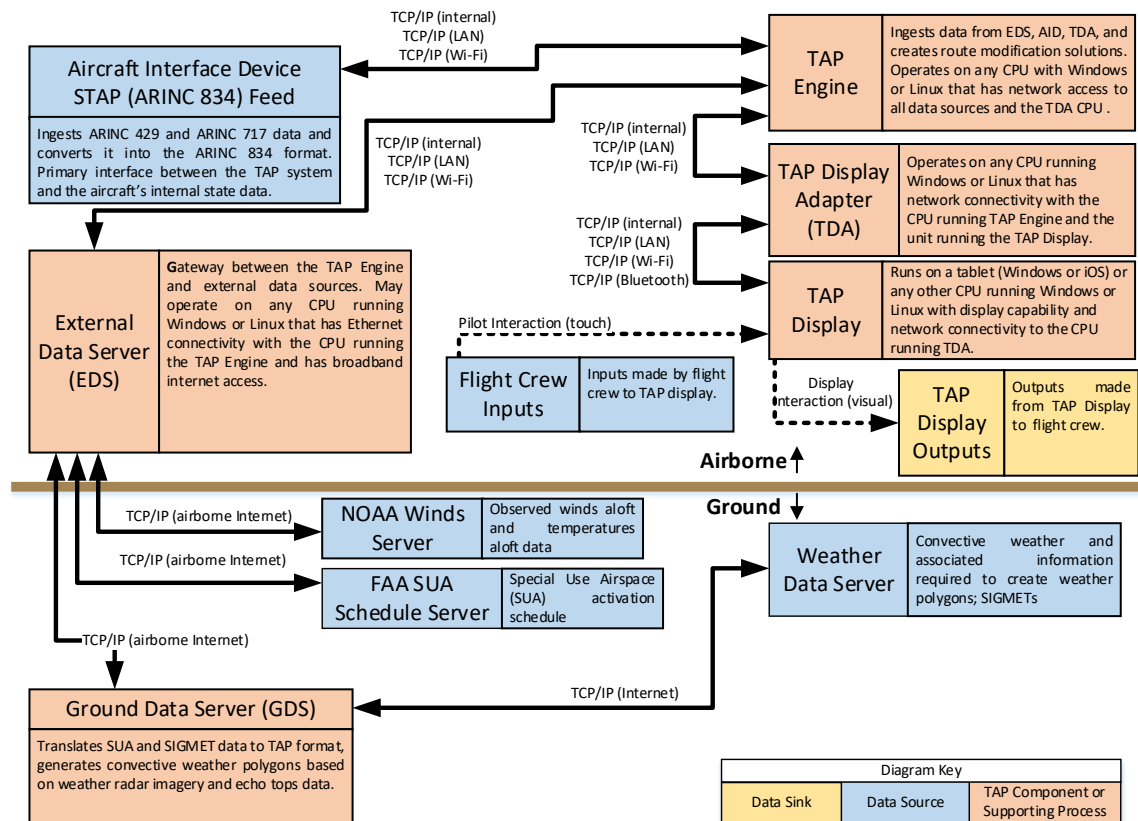 TCP/IP (internal)
TCP/IP (LAN)
TCP/IP (Wi-Fi)
Aircraft Interface Device
STAP (ARINC 834) Feed
Ingests ARINC 429 and ARINC 717 data and
converts it into the ARINC 834 format.
Primary interface between the TAP system
and the aircraft's internal state data.
TAP
Engine
Ingests data from EDS, AID, TDA, and
creates route modification solutions.
Operates on any CPU with Windows
or Linux that has network access to
all data sources and the TDA CPU .
TCP/IP (internal)
TCP/IP (LAN)
TCP/IP (Wi-Fi)
TCP/IP (internal)
TCP/IP (LAN)
TCP/IP (Wi-Fi)
TAP Display
Adapter
(TDA)
Operates on any CPU running
Windows or Linux that has
network connectivity with the
CPU running TAP Engine and the
unit running the TAP Display.
TCP/IP (internal)
TCP/IP (LAN)
TCP/IP (Wi-Fi)
TCP/IP (Bluetooth)
External
Data Server
(EDS)
Gateway between the TAP Engine
and external data sources. May
operate on any CPU running
Windows or Linux that has Ethernet
connectivity with the CPU running
the TAP Engine and has broadband
internet access.
TAP
Display
Runs on a tablet (Windows or iOS) or
any other CPU running Windows or
Linux with display capability and
network connectivity to the CPU
running TDA.
Pilot Interaction (touch)
Flight Crew
Inputs
Inputs made by flight
crew to TAP display.
Display
Interaction (visual)
TAP
Display
Outputs
Outputs made
from TAP Display
to flight crew.
Airborne
Ground
TCP/IP (airborne Internet)
NOAA Winds
Server
Observed winds aloft
and temperatures
aloft data
TCP/IP (airborne Internet)
FAA SUA
Schedule Server
Special Use Airspace
(SUA) activation
schedule
Weather
Data Server
Convective weather and
associated information
required to create weather
polygons; SIGMETs
TCP/IP (airborne Internet)
TCP/IP (Internet)
Ground Data Server (GDS)
Translates SUA and SIGMET data to TAP format,
generates convective weather polygons based
on weather radar imagery and echo tops data.
Diagram Key
Data Sink
Data Source
TAP Component or
Supporting Process